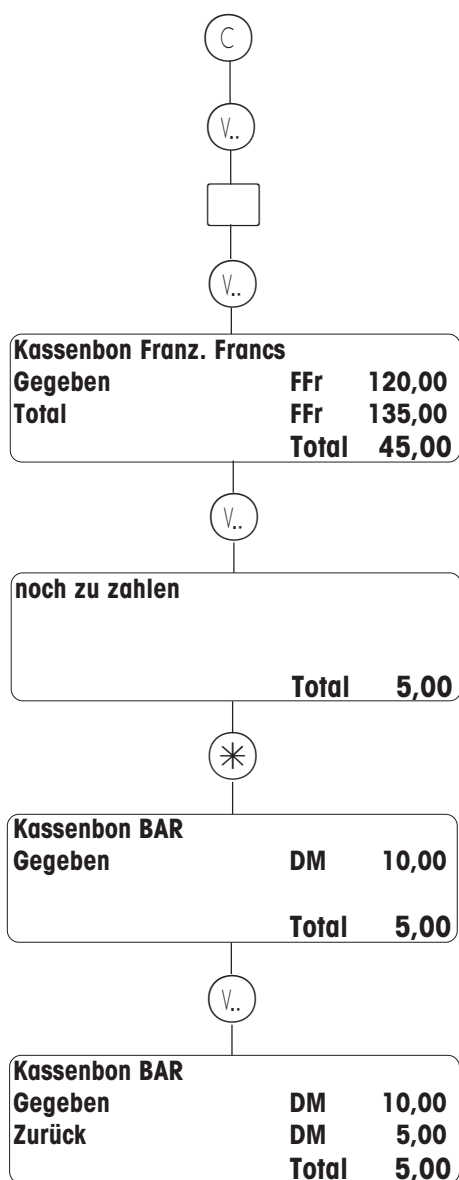 C
V..
V..
Kassenbon Franz. Francs
Gegeben FFr 120,00
Total FFr 135,00
Total 45,00
V..
noch zu zahlen
Total 5,00
Kassenbon BAR
Gegeben DM 10,00
Total 5,00
V..
Kassenbon BAR
Gegeben DM 10,00
Zurück DM 5,00
Total 5,00